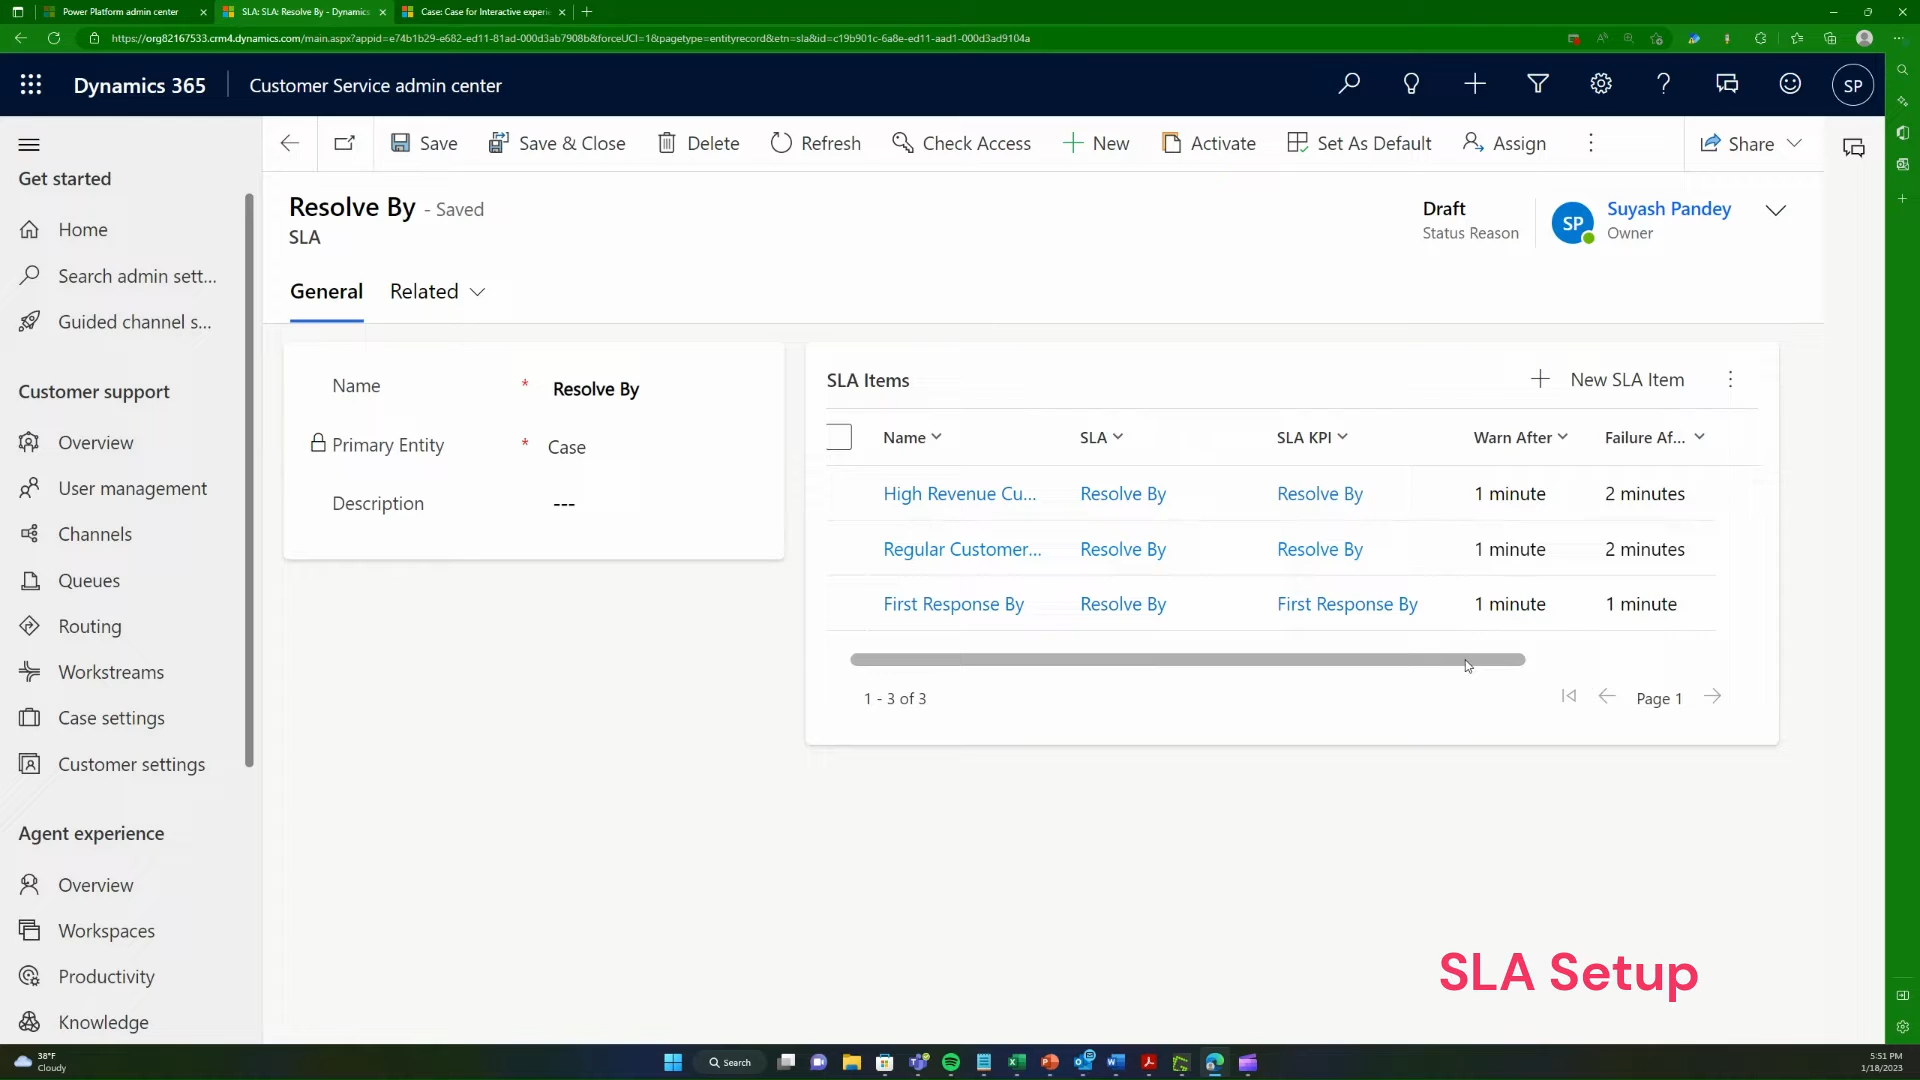 Power Platform admin center
SLA: SLA: Resolve By - Dynamics
Case: Case for Interactive experie
https://org82167533.crm4.dynamics.com/main.aspx?appid=e74b1b29-e682-ed11-81ad-000d3ab7908b&forceUCI=1&pagetype=entityrecord&etn=sla&id=c19b901c-6a8e-ed11-aad1-000d3ad9104a
Dynamics 365
Customer Service admin center
SP
Save
Save & Close
Delete
Refresh
Check Access
New
Activate
Set As Default
Assign
Share
Get started
Home
Search admin sett...
Guided channel s...
Customer support
Overview
User management
Channels
Queues
Routing
Workstreams
Case settings
Customer settings
Agent experience
Overview
Workspaces
Productivity
Knowledge
Resolve By - Saved
SLA
Draft
Status Reason
SP
Suyash Pandey
Owner
General
Related
Name * Resolve By
Primary Entity * Case
Description ---
SLA Items
New SLA Item
Name SLA SLA KPI Warn After Failure Af...
High Revenue Cu... Resolve By Resolve By 1 minute 2 minutes
Regular Customer... Resolve By Resolve By 1 minute 2 minutes
First Response By Resolve By First Response By 1 minute 1 minute
1 - 3 of 3
Page 1
SLA Setup
38°F
Cloudy
Search
5:51 PM
1/18/2023